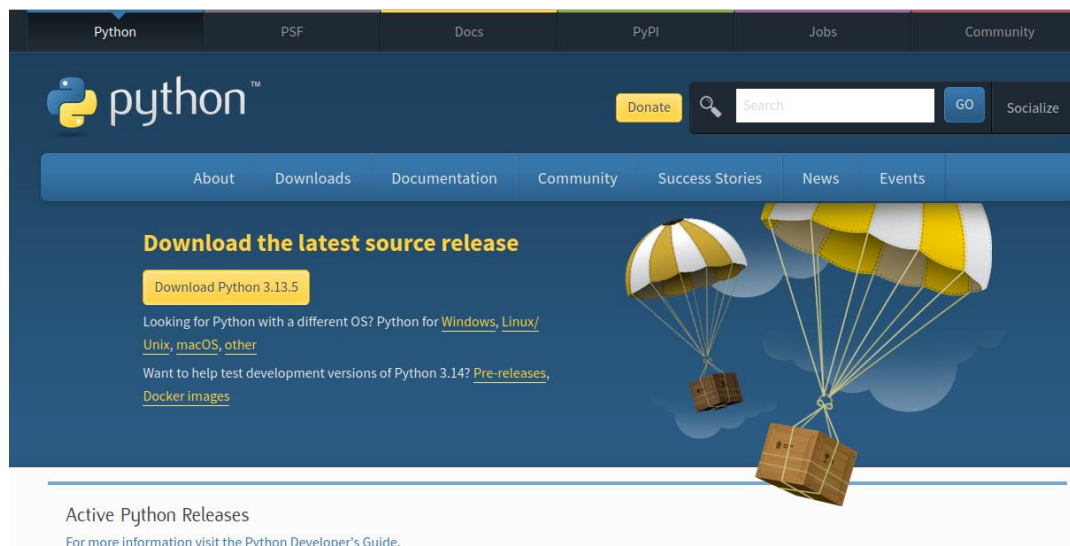 Python PSF Docs PyPI Jobs Community
python™
Donate Search GO Socialize
About Downloads Documentation Community Success Stories News Events
Download the latest source release
Download Python 3.13.5
Looking for Python with a different OS? Python for Windows, Linux/
Unix, macOS, other
Want to help test development versions of Python 3.14? Pre-releases,
Docker images
Active Python Releases
For more information visit the Python Developer's Guide.